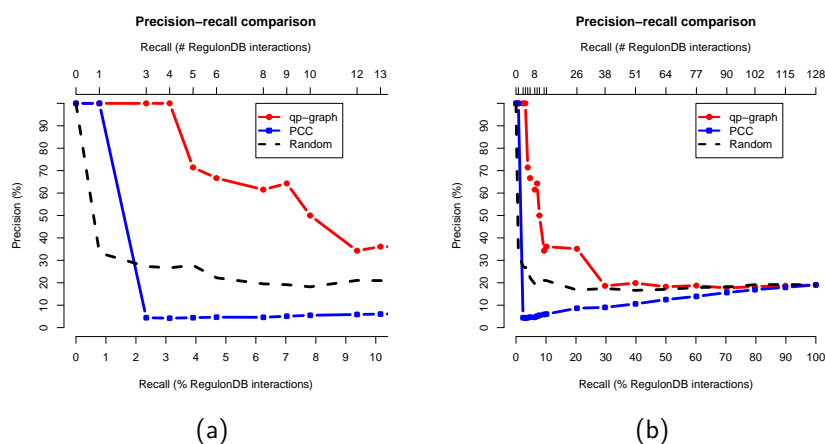 Precision−recall comparison
Recall (# RegulonDB interactions)
0 1 3 4 5 6 8 9 10 12 13
qp−graph
PCC
Random
Precision (%)
0 10 20 30 40 50 60 70 80 90
0 1 2 3 4 5 6 7 8 9 10
Recall (% RegulonDB interactions)
(a)
Precision−recall comparison
Recall (# RegulonDB interactions)
0 8 26 38 51 64 77 90 102 115 128
qp−graph
PCC
Random
Precision (%)
0 10 20 30 40 50 60 70 80 90
0 10 20 30 40 50 60 70 80 90 100
Recall (% RegulonDB interactions)
(b)